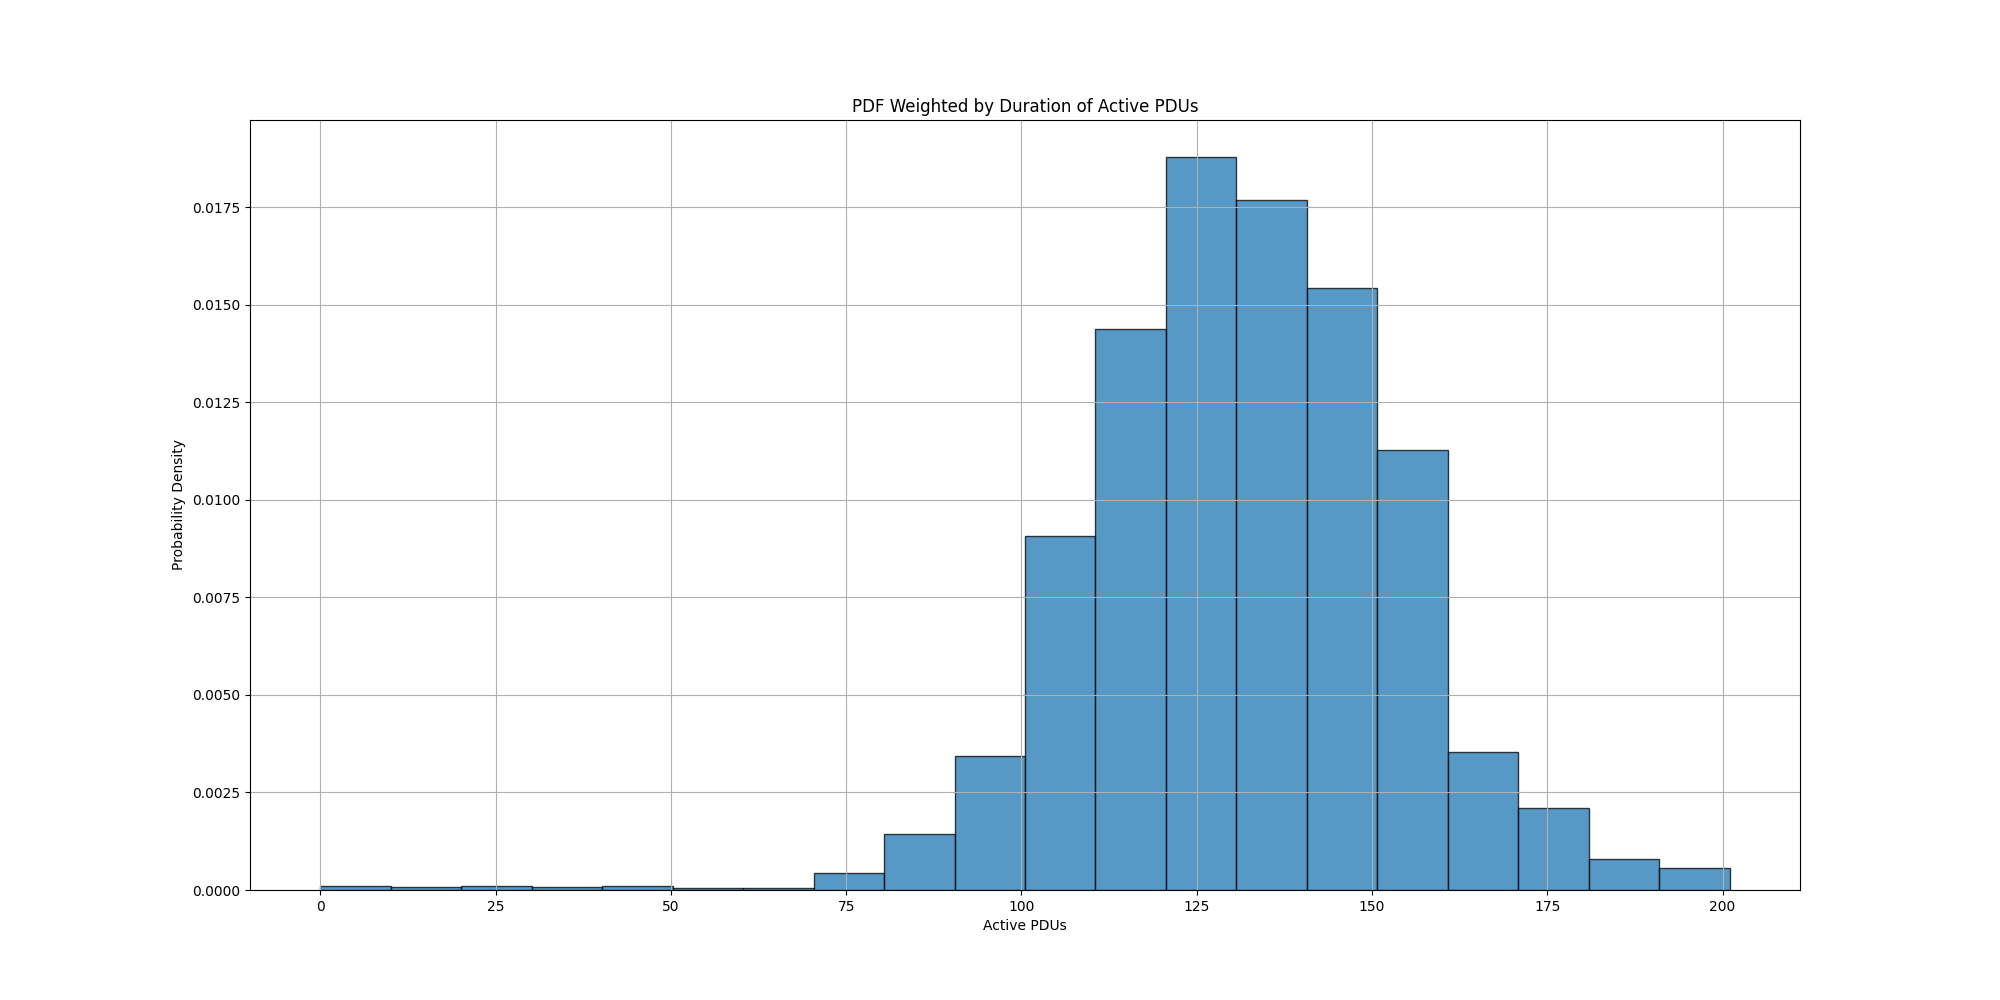 PDF Weighted by Duration of Active PDUs
0.0175
0.0150
0.0125
0.0100
0.0075
0.0050
0.0025
0.0000
Probability Density
0 25 50 75 100 125 150 175 200
Active PDUs